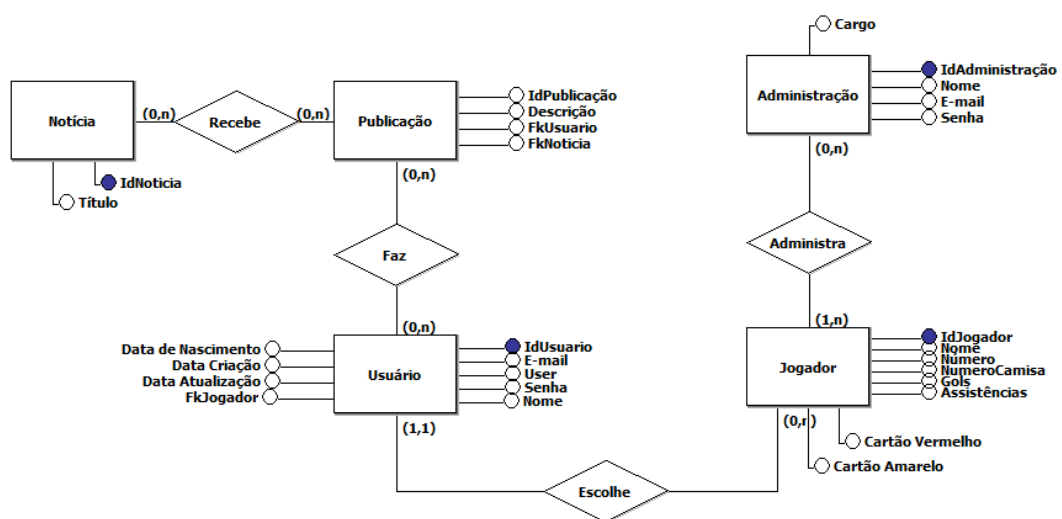 Cargo
Notícia
(0,n)
Recebe
(0,n)
Publicação
IdPublicação
Descrição
FkUsuario
FkNoticia
Administração
IdAdministração
Nome
E-mail
Senha
IdNoticia
Título
(0,n)
(0,n)
Faz
Administra
(0,n)
(1,n)
Data de Nascimento
Data Criação
Data Atualização
FkJogador
Usuário
IdUsuario
E-mail
User
Senha
Nome
Jogador
IdJogador
Nome
Número
NumeroCamisa
Gols
Assistências
(1,1)
(0,n)
Cartão Vermelho
Cartão Amarelo
Escolhe